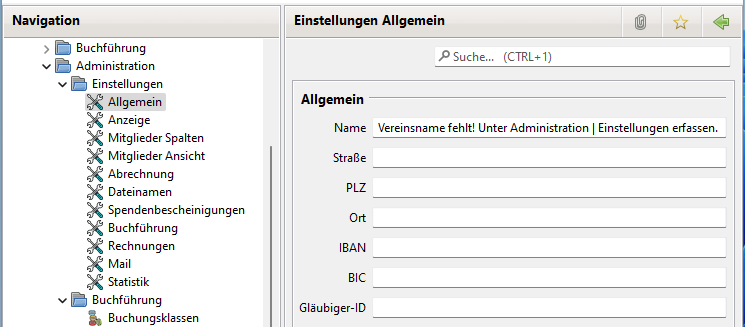 Navigation
Buchführung
Administration
Einstellungen
Allgemein
Anzeige
Mitglieder Spalten
Mitglieder Ansicht
Abrechnung
Dateinamen
Spendenbescheinigungen
Buchführung
Rechnungen
Mail
Statistik
Buchführung
Buchungsklassen
Einstellungen Allgemein
Suche... (CTRL+1)
Allgemein
Name Vereinsname fehlt! Unter Administration | Einstellungen erfassen.
Straße
PLZ
Ort
IBAN
BIC
Gläubiger-ID